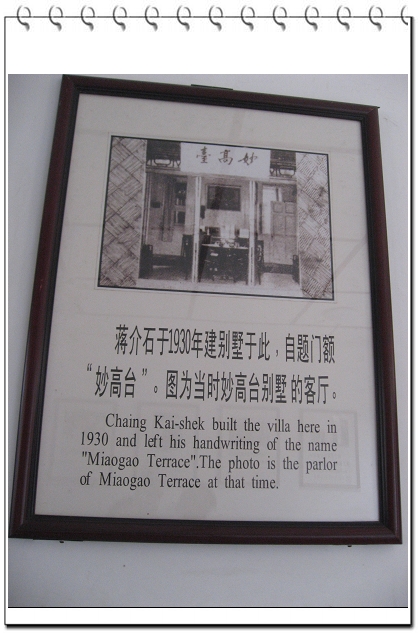 臺高妙
蒋介石于1930年建别墅于此，自题门额
“妙高台”。图为当时妙高台别墅的客厅。
Chaing Kai-shek built the villa here in
1930 and left his handwriting of the name
"Miaogao Terrace".The photo is the parlor
of Miaogao Terrace at that time.